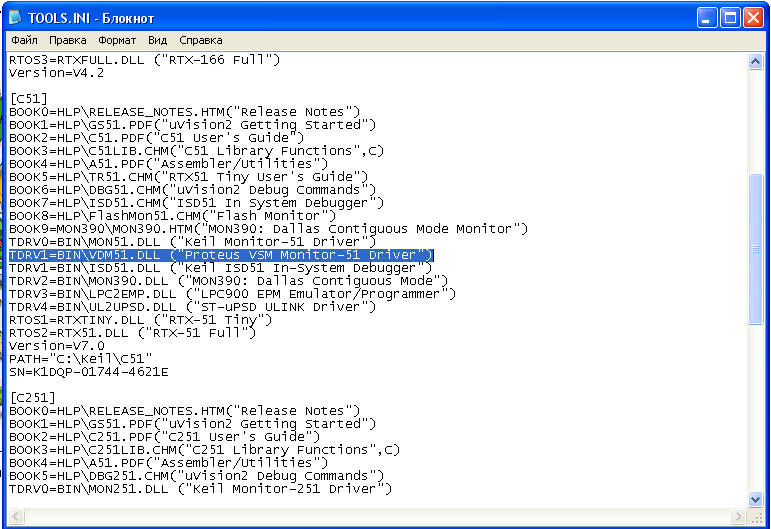 TOOLS.INI - Блокнот
Файл Правка Формат Вид Справка
RTOS3=RTXFULL.DLL ("RTX-166 Full")
Version=V4.2
[C51]
BOOK0=HLP\RELEASE_NOTES.HTM("Release Notes")
BOOK1=HLP\GS51.PDF("uVision2 Getting Started")
BOOK2=HLP\C51.PDF("C51 User's Guide")
BOOK3=HLP\C51LIB.CHM("C51 Library Functions",C)
BOOK4=HLP\A51.PDF("Assembler/Utilities")
BOOK5=HLP\TR51.CHM("RTX51 Tiny User's Guide")
BOOK6=HLP\DBG51.CHM("uVision2 Debug Commands")
BOOK7=HLP\ISD51.CHM("ISD51 In System Debugger")
BOOK8=HLP\FlashMon51.CHM("Flash Monitor")
BOOK9=MON390\MON390.HTM("MON390: Dallas Contiguous Mode Monitor")
TDRV0=BIN\MON51.DLL ("Keil Monitor-51 Driver")
TDRV1=BIN\VDM51.DLL ("Proteus VSM Monitor-51 Driver")
TDRV1=BIN\ISD51.DLL ("Keil ISD51 In-System Debugger")
TDRV2=BIN\MON390.DLL ("MON390: Dallas Contiguous Mode")
TDRV3=BIN\LPC2EMP.DLL ("LPC900 EPM Emulator/Programmer")
TDRV4=BIN\UL2UPSD.DLL ("ST-uPSD ULINK Driver")
RTOS1=RTXTINY.DLL ("RTX-51 Tiny")
RTOS2=RTX51.DLL ("RTX-51 Full")
Version=V7.0
PATH="C:\Keil\C51"
SN=K1DQP-01744-4621E
[C251]
BOOK0=HLP\RELEASE_NOTES.HTM("Release Notes")
BOOK1=HLP\GS51.PDF("uVision2 Getting Started")
BOOK2=HLP\C251.PDF("C251 User's Guide")
BOOK3=HLP\C251LIB.CHM("C251 Library Functions",C)
BOOK4=HLP\A51.PDF("Assembler/Utilities")
BOOK5=HLP\DBG251.CHM("uVision2 Debug Commands")
TDRV0=BIN\MON251.DLL ("Keil Monitor-251 Driver")